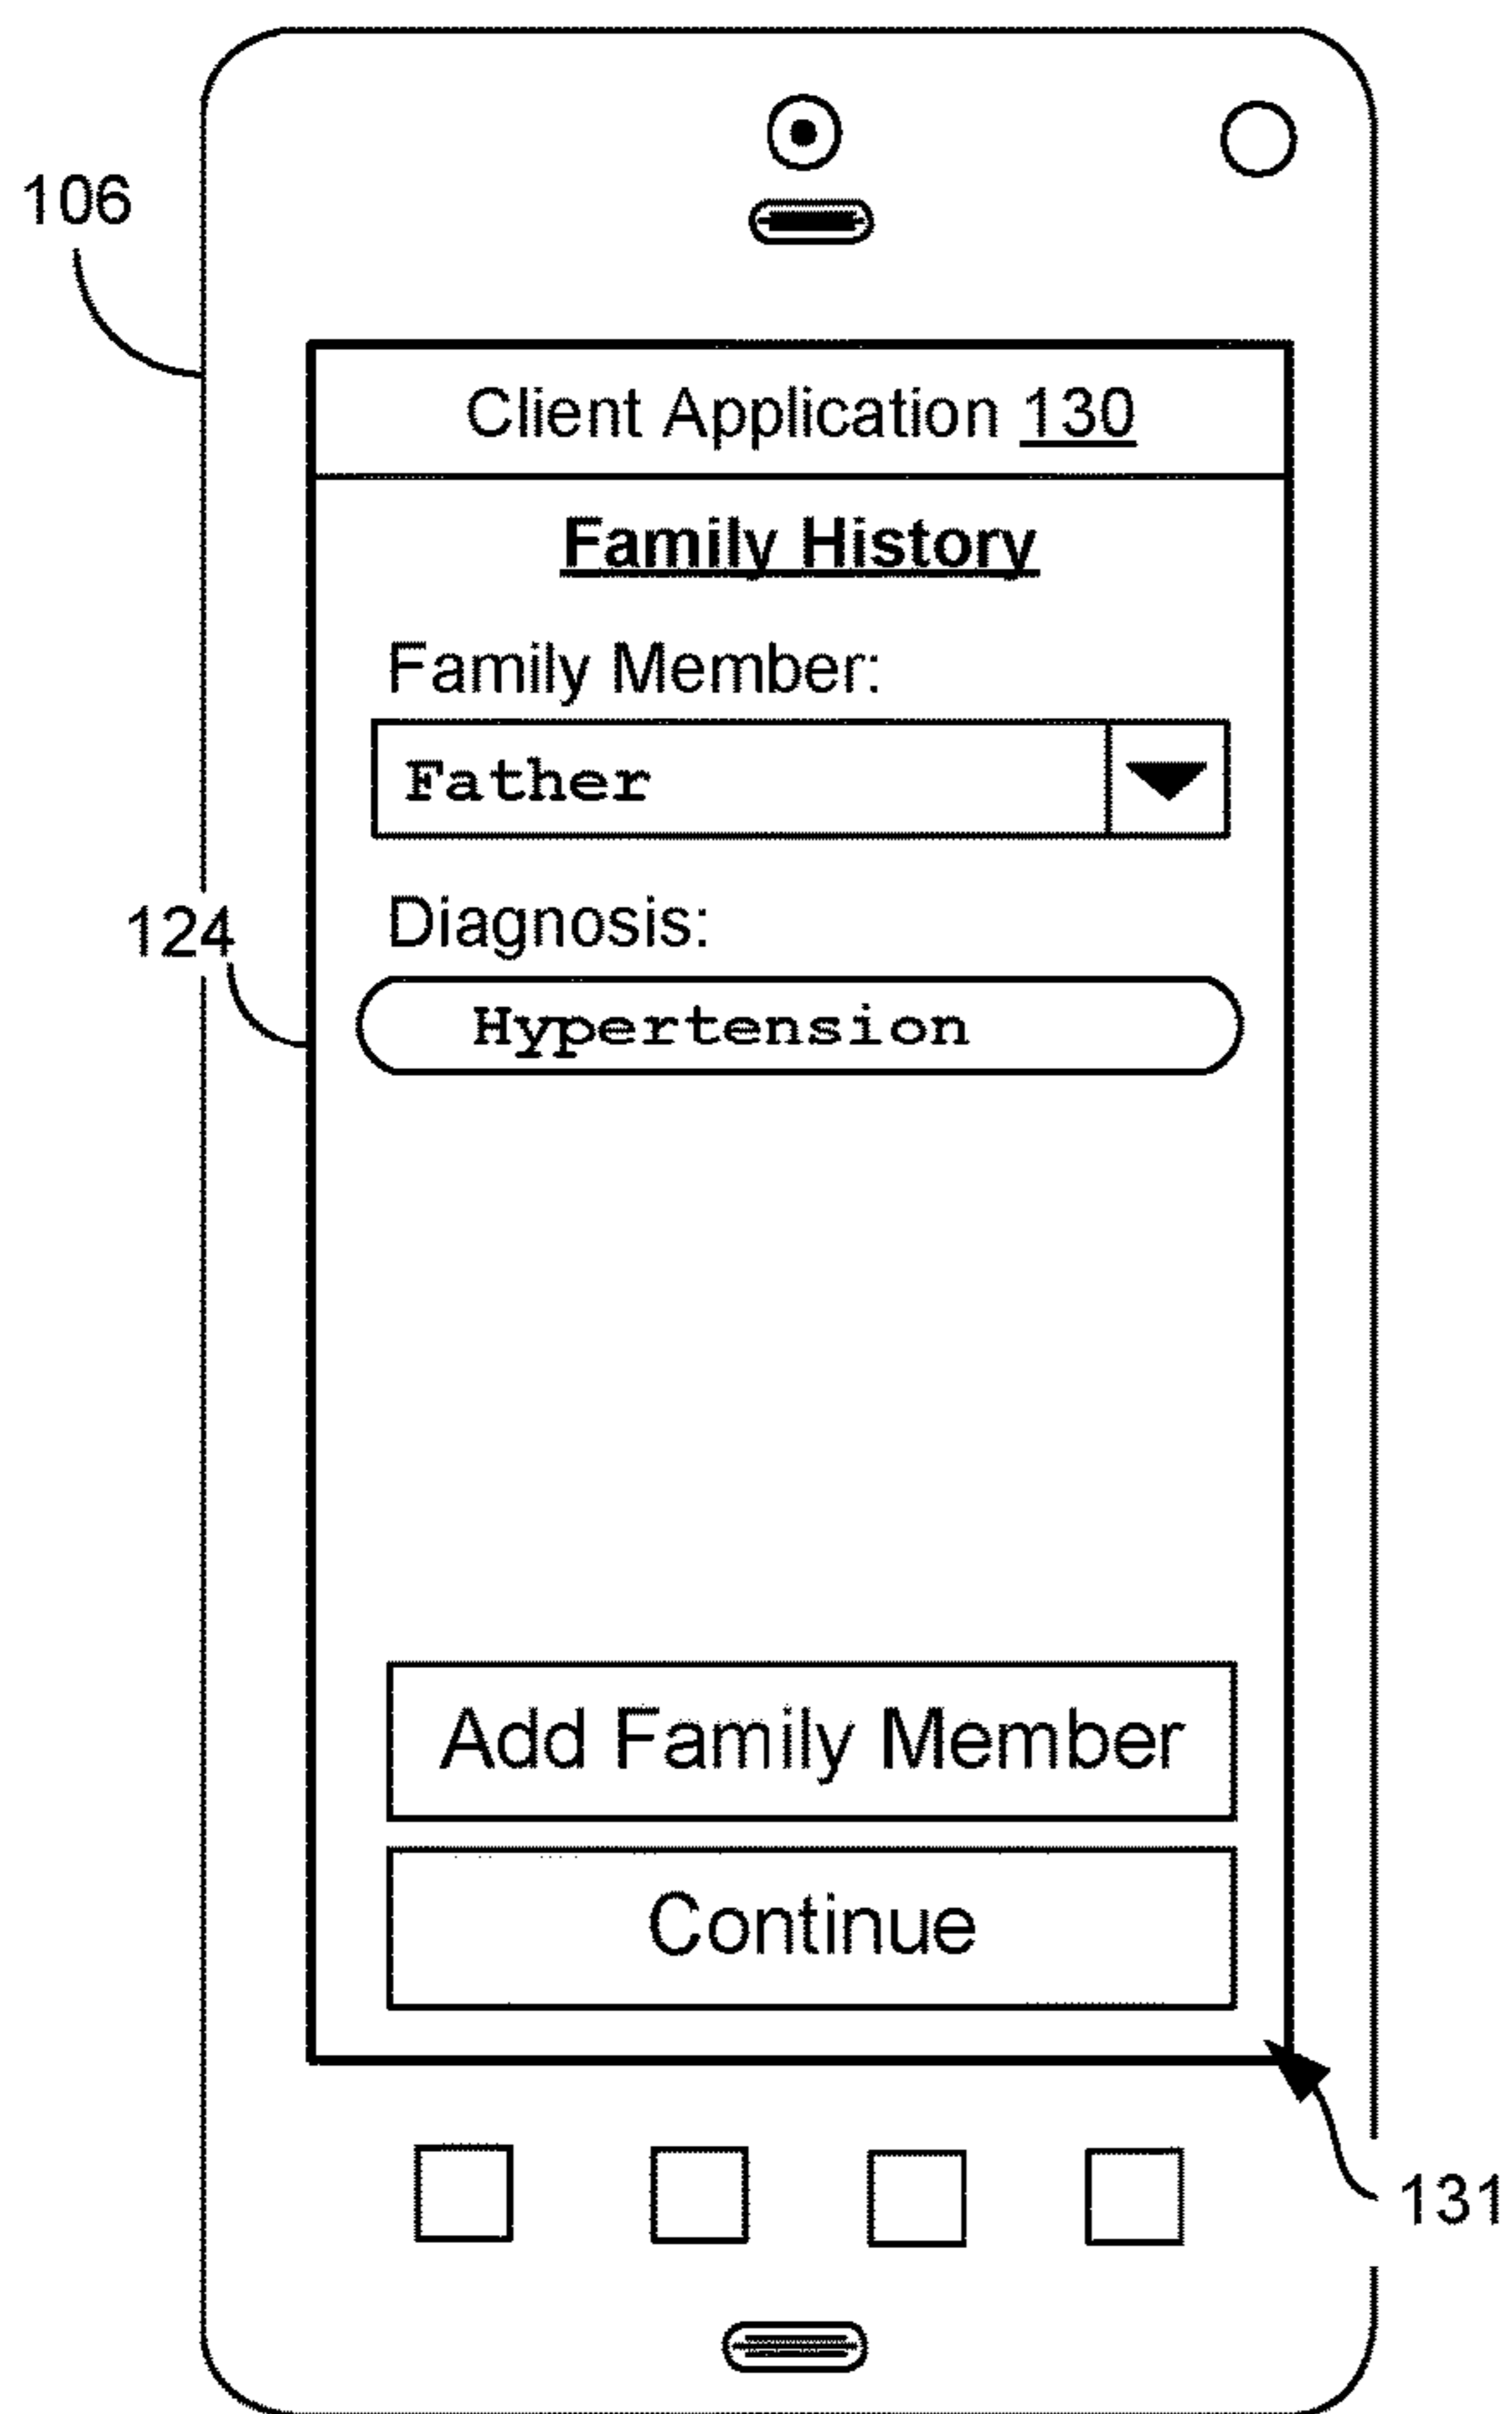 106
Client Application 130
Family History
Family Member:
Father
124
Diagnosis:
Hypertension
Add Family Member
Continue
131